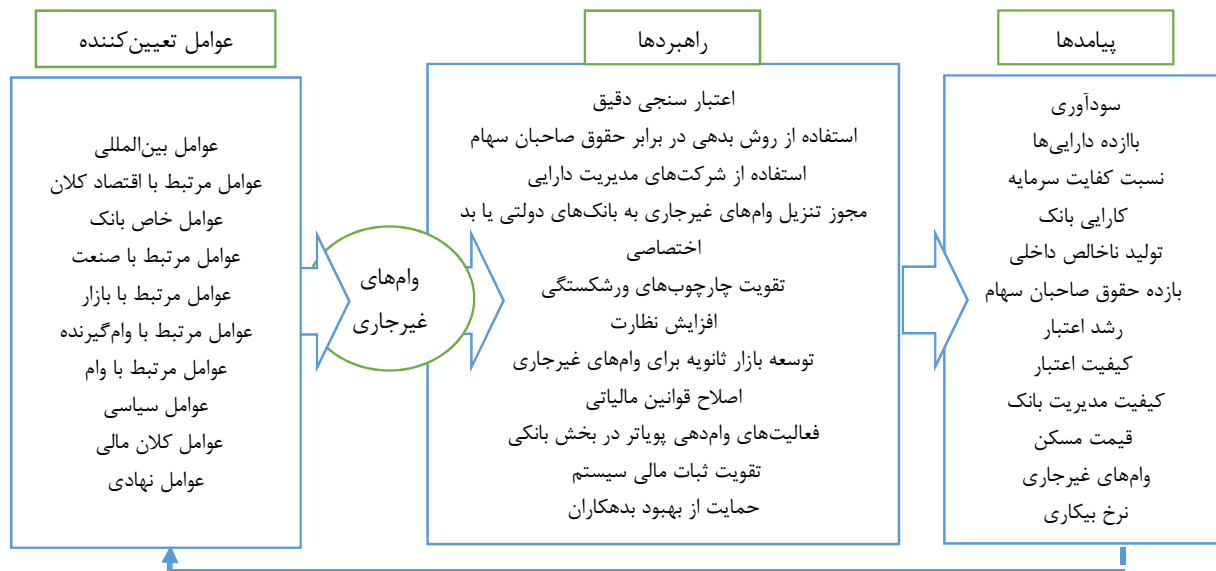 عوامل تعیین‌کننده
عوامل بین‌المللی
عوامل مرتبط با اقتصاد کلان
عوامل خاص بانک
عوامل مرتبط با صنعت
عوامل مرتبط با بازار
عوامل مرتبط با وام‌گیرنده
عوامل مرتبط با وام
عوامل سیاسی
عوامل کلان مالی
عوامل نهادی
وام‌های
غیرجاری
راهبردها
اعتبار سنجی دقیق
استفاده از روش بدهی در برابر حقوق صاحبان سهام
استفاده از شرکت‌های مدیریت دارایی
مجوز تنزیل وام‌های غیرجاری به بانک‌های دولتی یا بد
اختصاصی
تقویت چارچوب‌های ورشکستگی
افزایش نظارت
توسعه بازار ثانویه برای وام‌های غیرجاری
اصلاح قوانین مالیاتی
فعالیت‌های وام‌دهی پویاتر در بخش بانکی
تقویت ثبات مالی سیستم
حمایت از بهبود بدهکاران
پیامدها
سودآوری
باازده دارایی‌ها
نسبت کفایت سرمایه
کارایی بانک
تولید ناخالص داخلی
بازده حقوق صاحبان سهام
رشد اعتبار
کیفیت اعتبار
کیفیت مدیریت بانک
قیمت مسکن
وام‌های غیرجاری
نرخ بیکاری